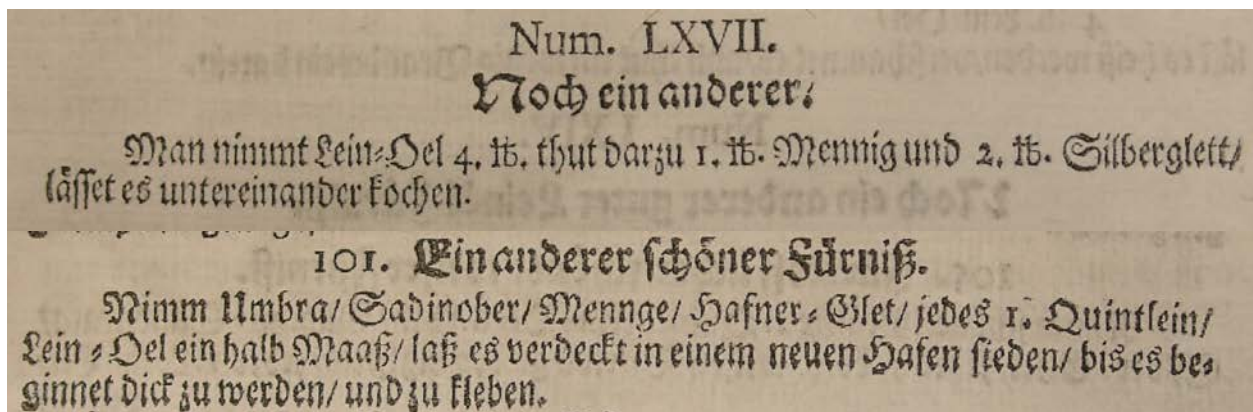 Num. LXVII.
Noch ein anderer;
Man nimmt Lein⸗Oel 4. ℔. thut darzu 1. ℔. Mennig und 2. ℔. Silberglett/
lässet es untereinander kochen.
101. Ein anderer schöner Fürniß.
Nimm Umbra/ Sadinober/ Mennge/ Hafner⸗Glet/ jedes 1. Quintlein/
Lein⸗Oel ein halb Maaß/ laß es verdeckt in einem neuen Hafen sieden/ bis es be⸗
ginnet dick zu werden/ und zu kleben.